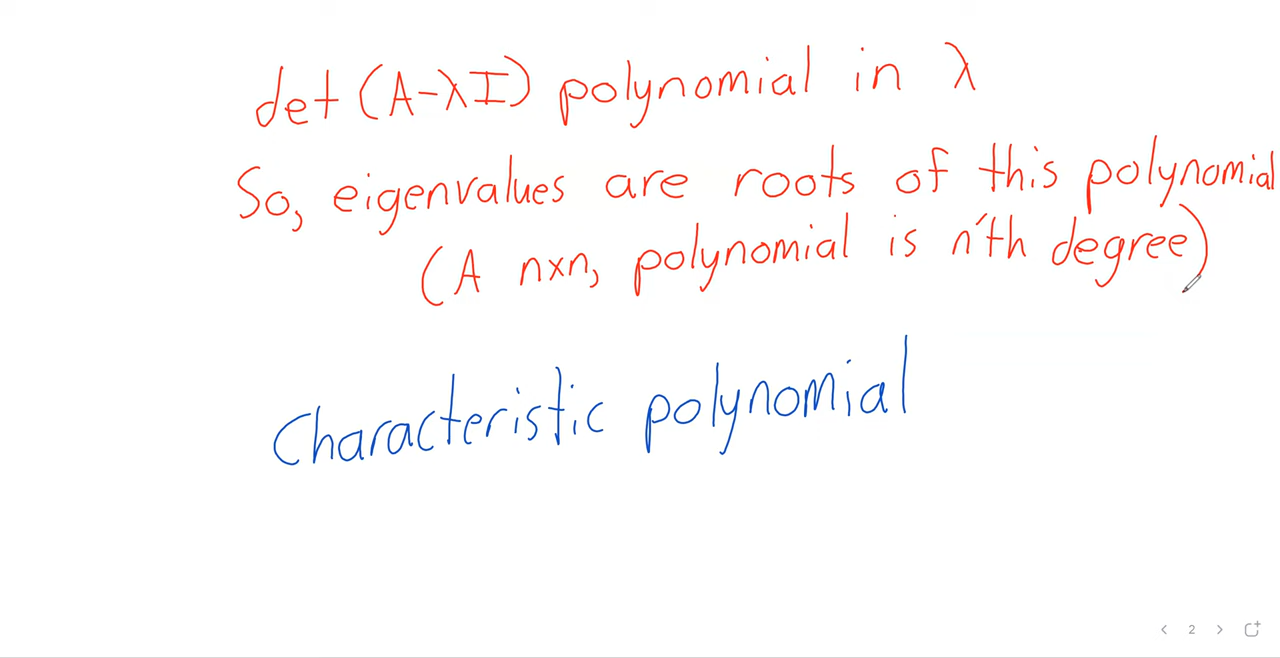 det (A-λI) polynomial in λ
So, eigenvalues are roots of this polynomial
(A nxn, polynomial is n'th degree)
Characteristic polynomial
2